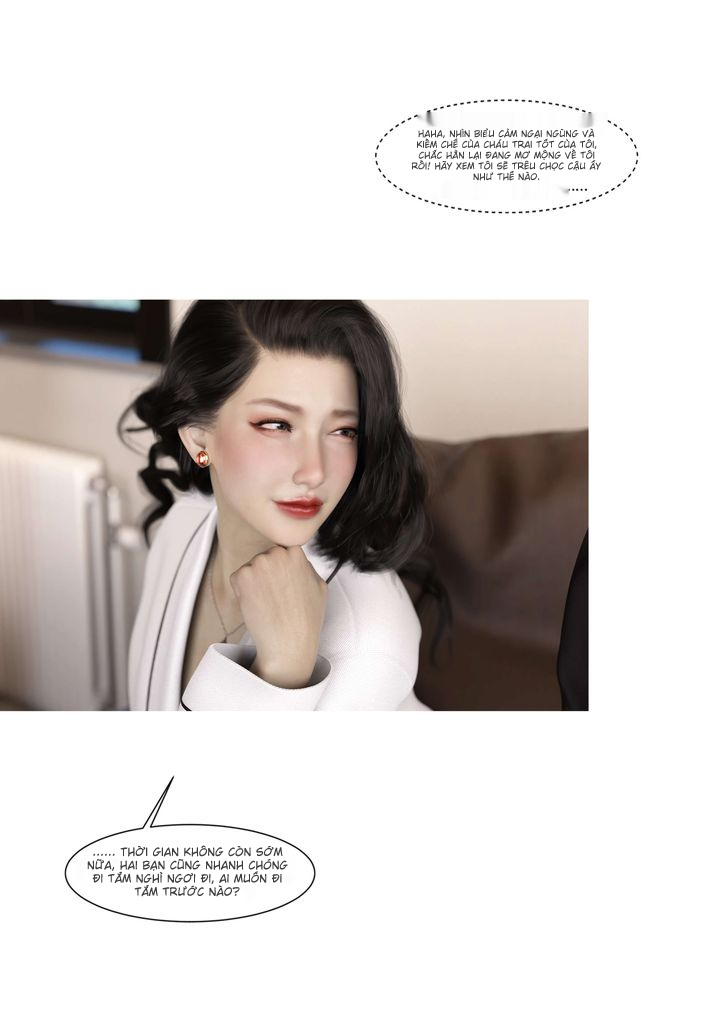 HAHA, NHÌN BIỂU CẢM NGẠI NGÙNG VÀ
KIỀM CHẾ CỦA CHÁU TRAI TỐT CỦA TÔI,
CHẮC HẲN LẠI ĐANG MƠ MỘNG VỀ TÔI
RỒI! HÃY XEM TÔI SẼ TRÊU CHỌC CẬU ẤY
NHƯ THẾ NÀO.
......
...... THỜI GIAN KHÔNG CÒN SỚM
NỮA, HAI BẠN CŨNG NHANH CHÓNG
ĐI TẮM NGHỈ NGƠI ĐI, AI MUỐN ĐI
TẮM TRƯỚC NÀO?